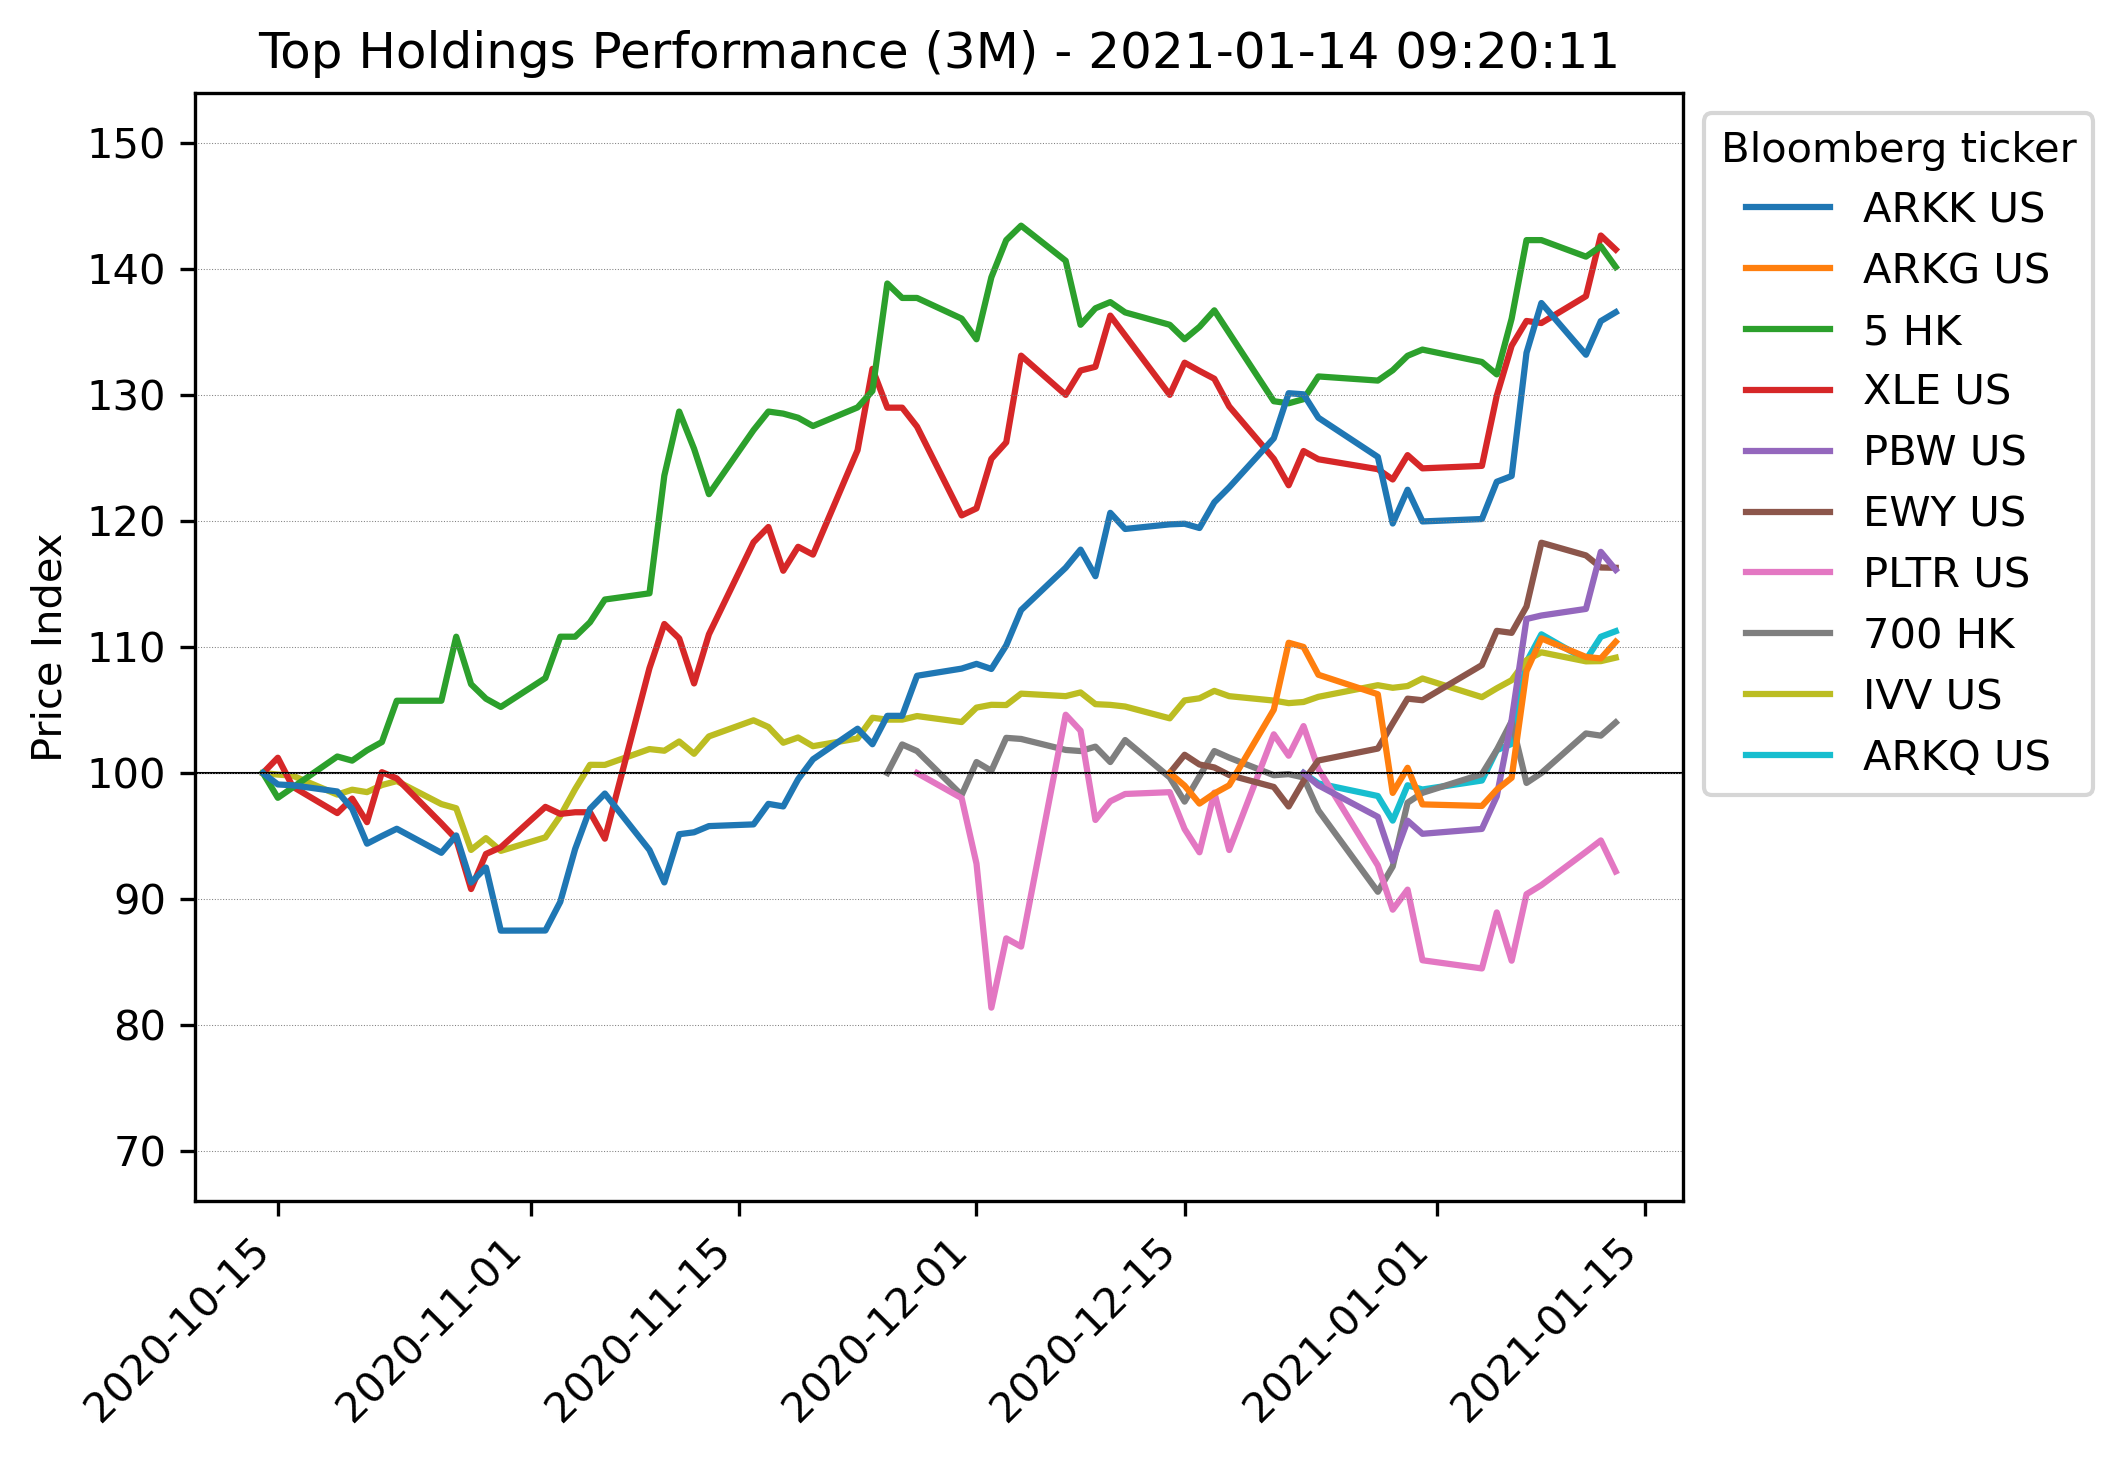 Top Holdings Performance (3M) - 2021-01-14 09:20:11
Price Index
150
140
130
120
110
100
90
80
70
2020-10-15
2020-11-01
2020-11-15
2020-12-01
2020-12-15
2021-01-01
2021-01-15
Bloomberg ticker
ARKK US
ARKG US
5 HK
XLE US
PBW US
EWY US
PLTR US
700 HK
IVV US
ARKQ US